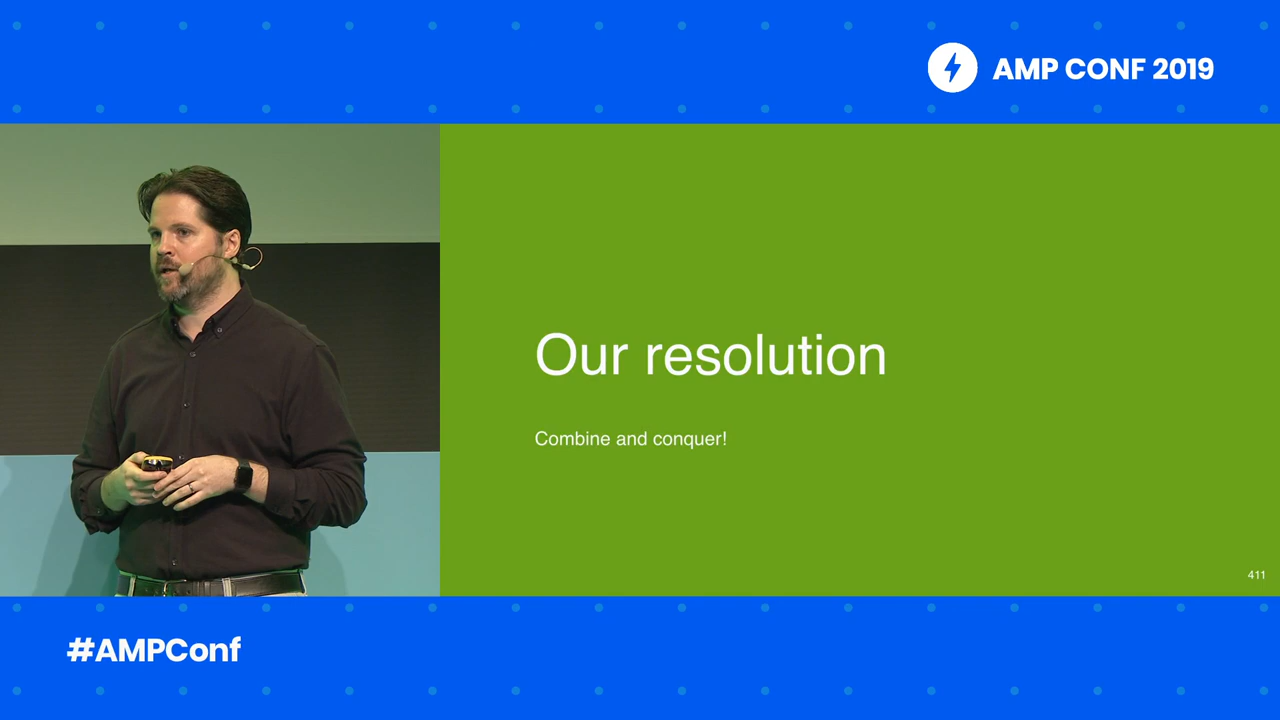 AMP CONF 2019
Our resolution
Combine and conquer!
411
#AMPConf